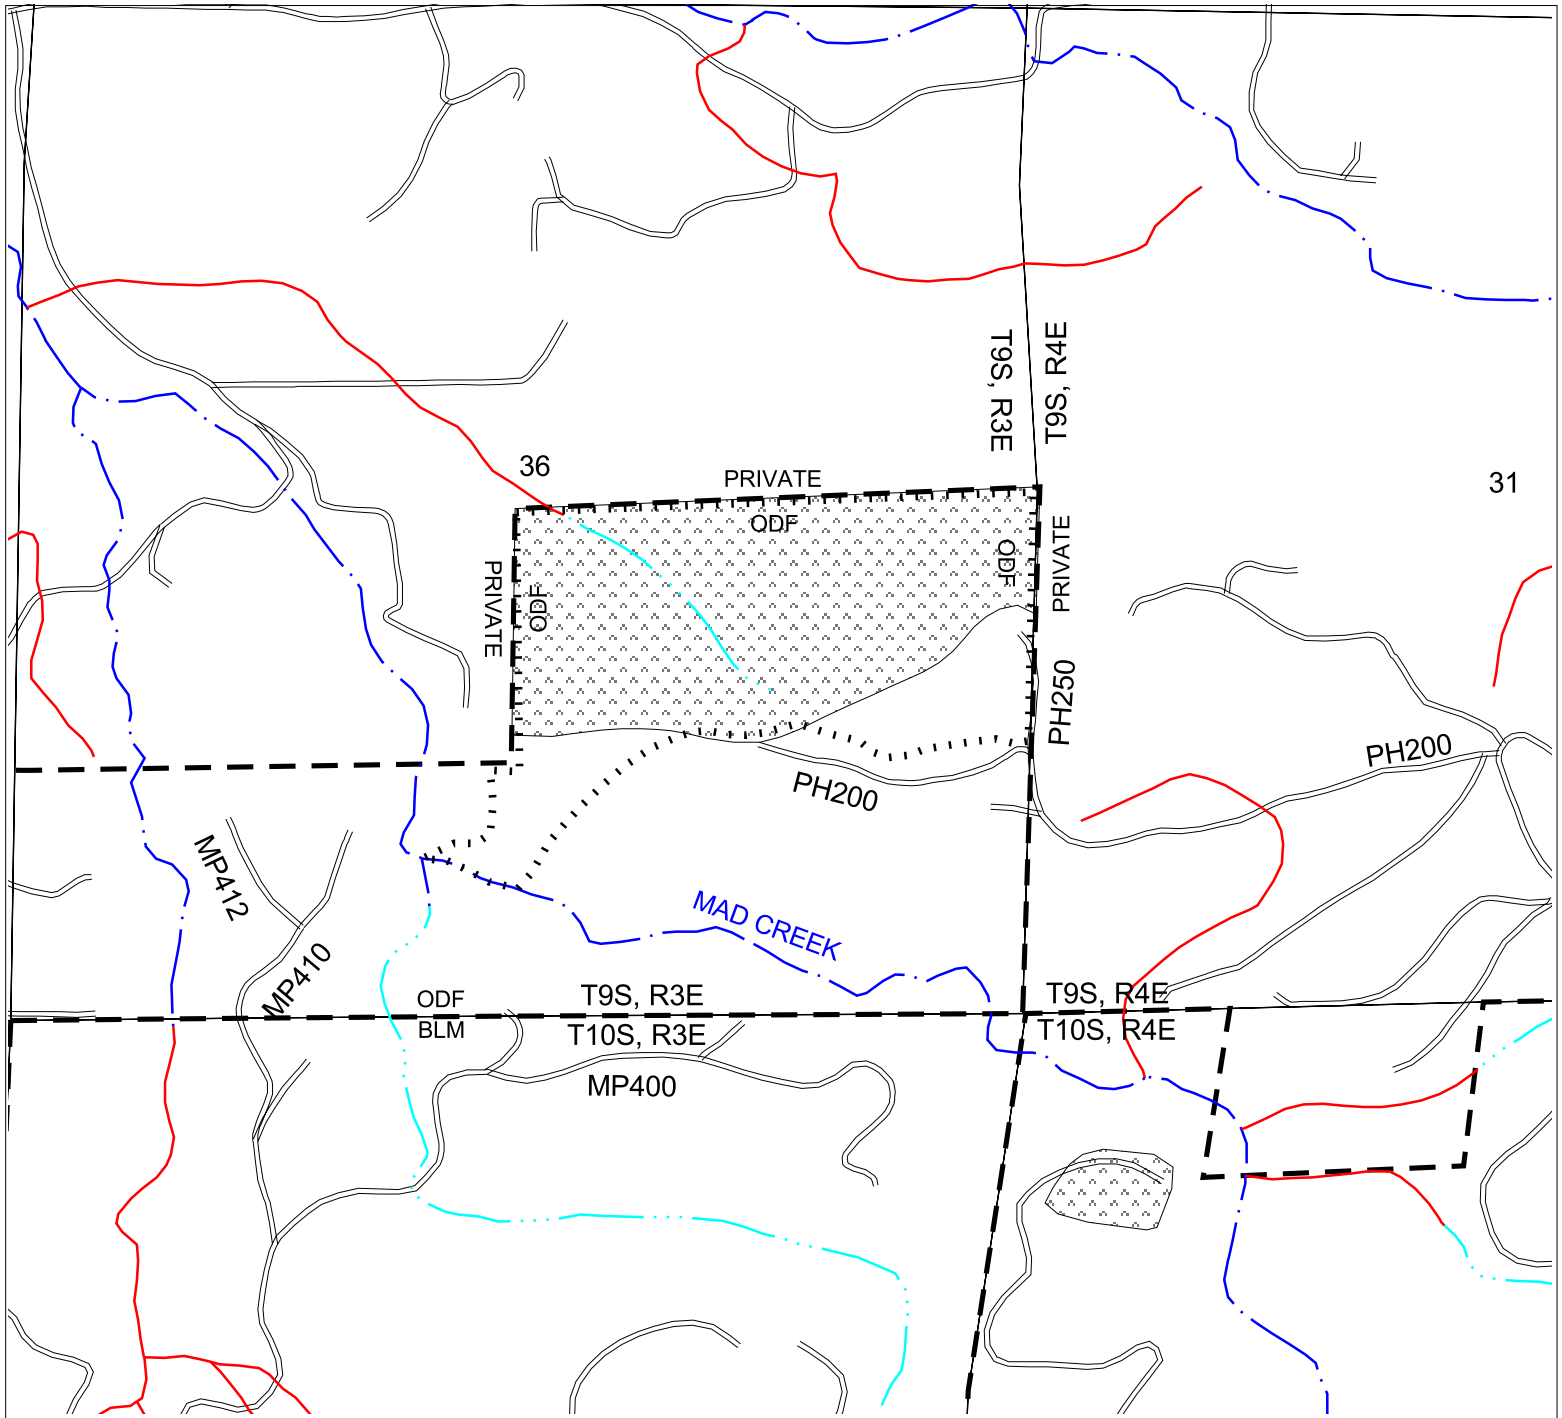 T9S, R3E
T9S, R4E
36
PRIVATE
31
ODF
ODF
PRIVATE
PRIVATE
ODF
PH250
PH200
PH200
MP412
MAD CREEK
MP410
ODF
T9S, R3E
T9S, R4E
BLM
T10S, R3E
T10S, R4E
MP400